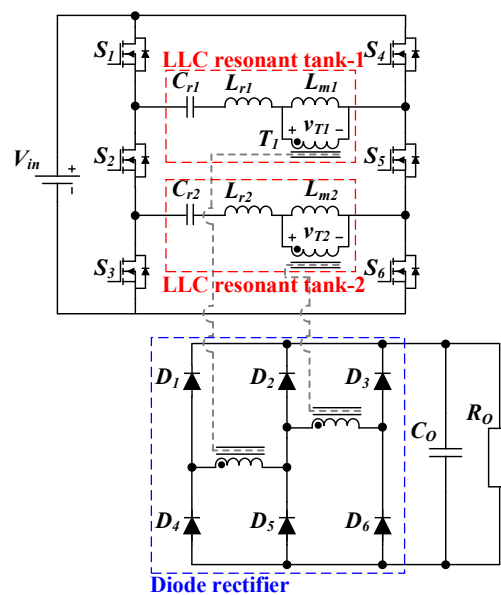 S1
S4
LLC resonant tank-1
Cr1
Lr1
Lm1
+ vT1 −
T1
Vin
+
-
S2
S5
Cr2
Lr2
Lm2
+ vT2 −
S3
S6
LLC resonant tank-2
D1
D2
D3
CO
RO
D4
D5
D6
Diode rectifier